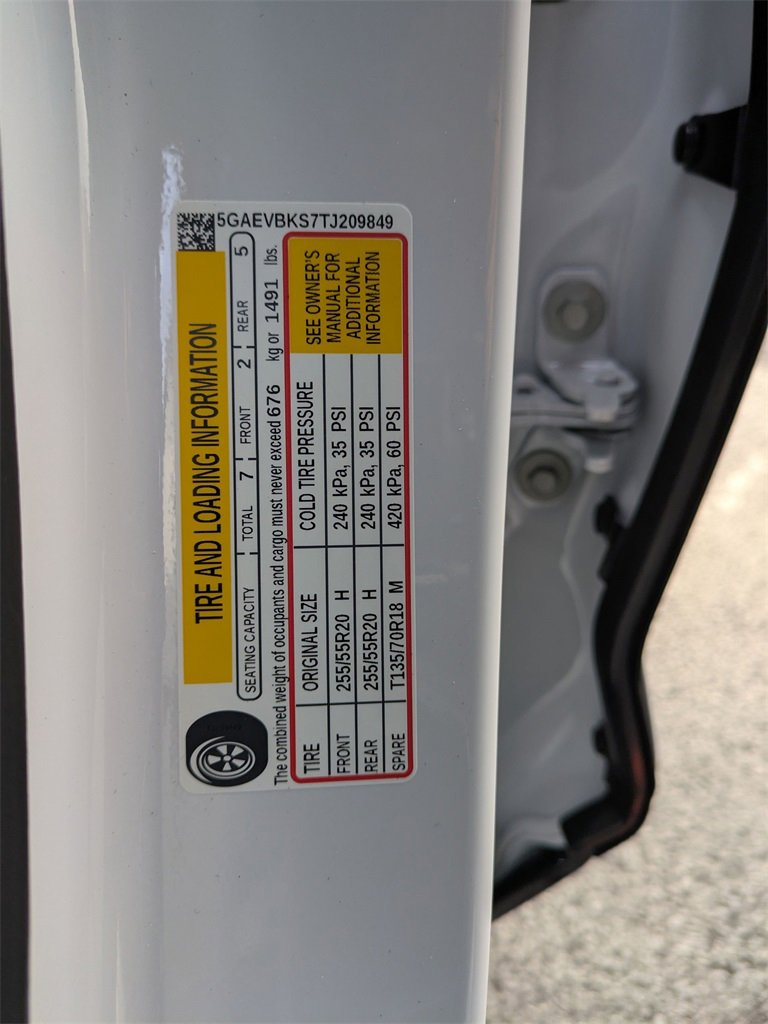 5GAEVBKS7TJ209849
TIRE AND LOADING INFORMATION
SEATING CAPACITY TOTAL 7 FRONT 2 REAR 5
The combined weight of occupants and cargo must never exceed 676 kg or 1491 lbs.
TIRE ORIGINAL SIZE COLD TIRE PRESSURE
FRONT 255/55R20 H 240 kPa, 35 PSI
REAR 255/55R20 H 240 kPa, 35 PSI
SPARE T135/70R18 M 420 kPa, 60 PSI
SEE OWNER'S
MANUAL FOR
ADDITIONAL
INFORMATION